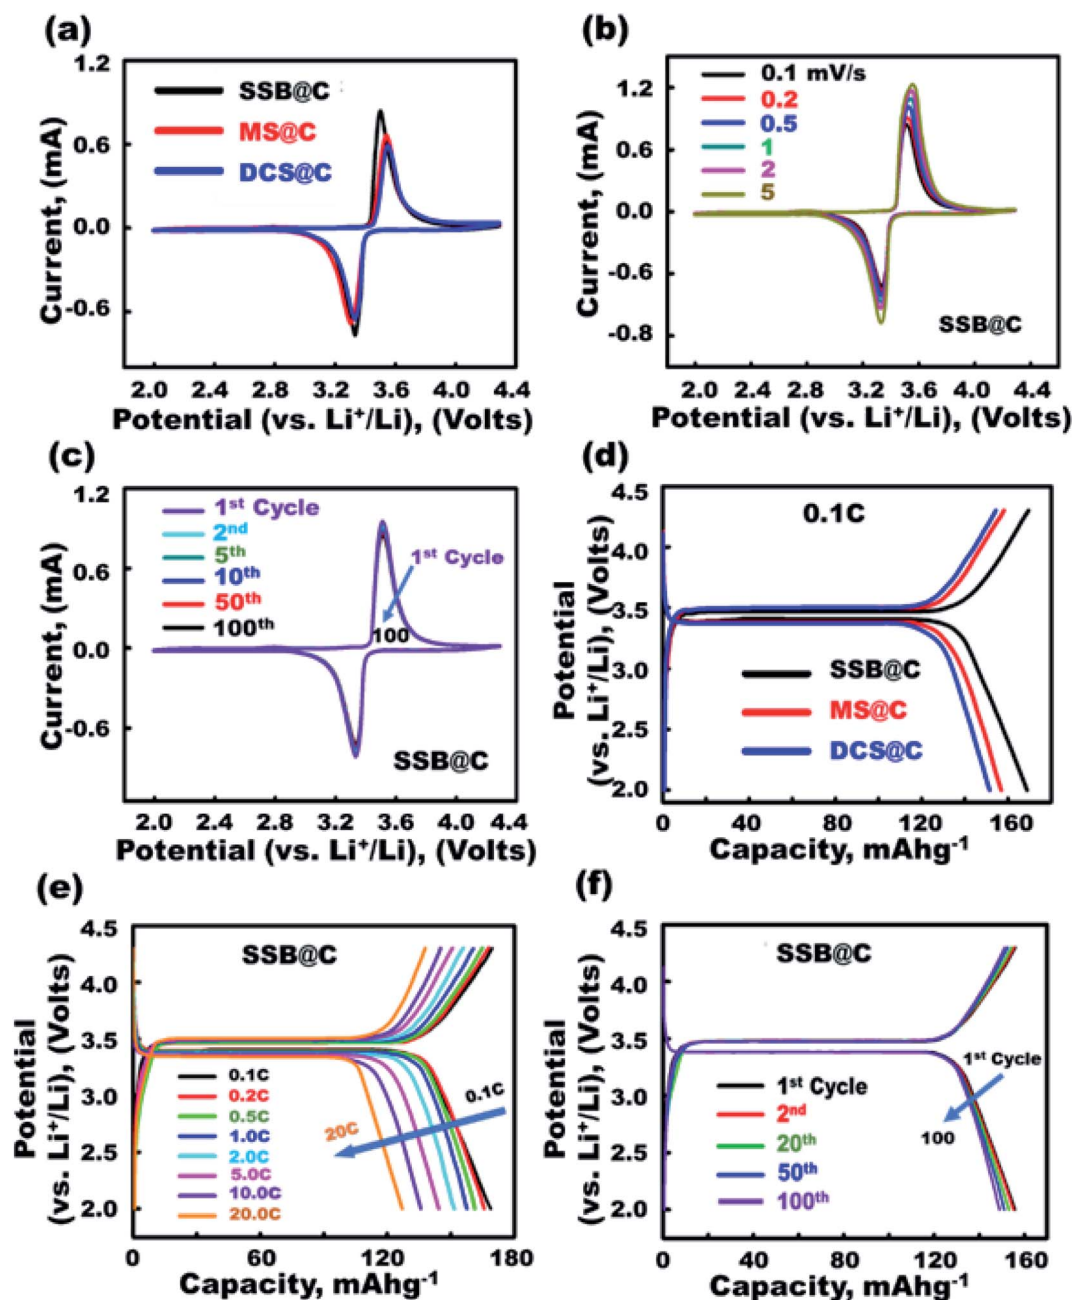 (a)
1.2
0.6
0.0
-0.6
Current, (mA)
SSB@C
MS@C
DCS@C
2.0 2.4 2.8 3.2 3.6 4.0 4.4
Potential (vs. Li⁺/Li), (Volts)
(b)
1.2
0.6
0.0
-0.6
-0.8
Current, (mA)
0.1 mV/s
0.2
0.5
1
2
5
SSB@C
2.0 2.4 2.8 3.2 3.6 4.0 4.4
Potential (vs. Li⁺/Li), (Volts)
(c)
1.2
0.6
0.0
-0.6
Current, (mA)
1ˢᵗ Cycle
2ⁿᵈ
5ᵗʰ
10ᵗʰ
50ᵗʰ
100ᵗʰ
1ˢᵗ Cycle
100
SSB@C
2.0 2.4 2.8 3.2 3.6 4.0 4.4
Potential (vs. Li⁺/Li), (Volts)
(d)
4.5
4.0
3.5
3.0
2.5
2.0
Potential
(vs. Li⁺/Li), (Volts)
0.1C
SSB@C
MS@C
DCS@C
0 40 80 120 160
Capacity, mAhg⁻¹
(e)
4.5
4.0
3.5
3.0
2.5
2.0
Potential
(vs. Li⁺/Li), (Volts)
SSB@C
0.1C
0.2C
0.5C
1.0C
2.0C
5.0C
10.0C
20.0C
0.1C
20C
0 60 120 180
Capacity, mAhg⁻¹
(f)
4.5
4.0
3.5
3.0
2.5
2.0
Potential
(vs. Li⁺/Li), (Volts)
SSB@C
1ˢᵗ Cycle
2ⁿᵈ
20ᵗʰ
50ᵗʰ
100ᵗʰ
1ˢᵗ Cycle
100
0 40 80 120 160
Capacity, mAhg⁻¹